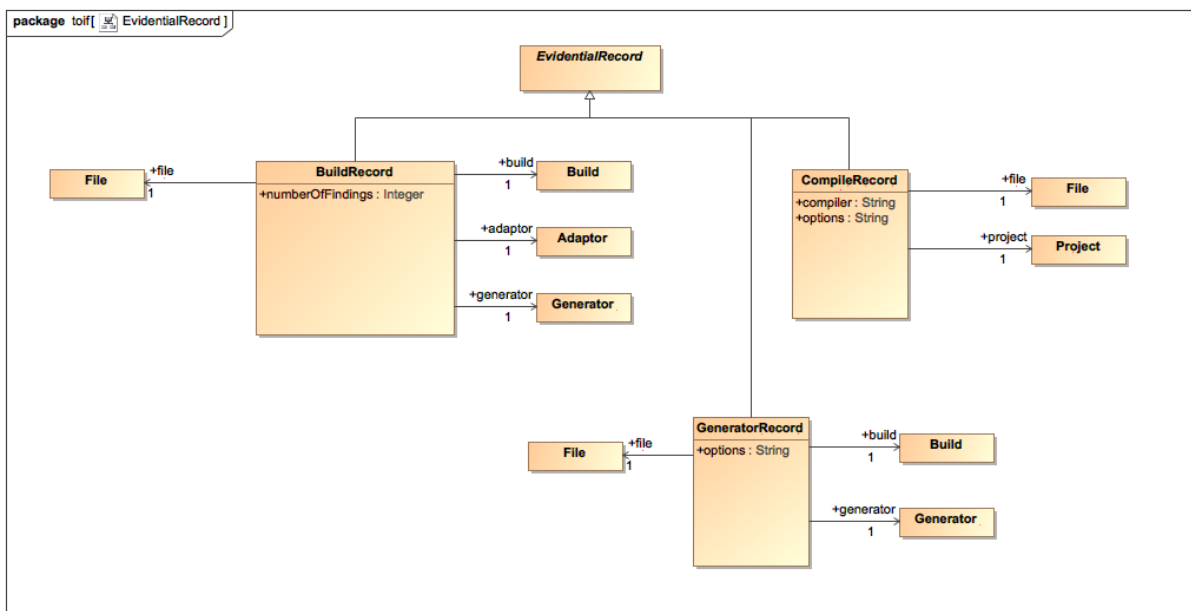 package toif[ EvidentialRecord ]
EvidentialRecord
File
+file
1
BuildRecord
+numberOfFindings : Integer
+build
1
Build
+adaptor
1
Adaptor
+generator
1
Generator
CompileRecord
+compiler : String
+options : String
+file
1
File
+project
1
Project
File
+file
1
GeneratorRecord
+options : String
+build
1
Build
+generator
1
Generator